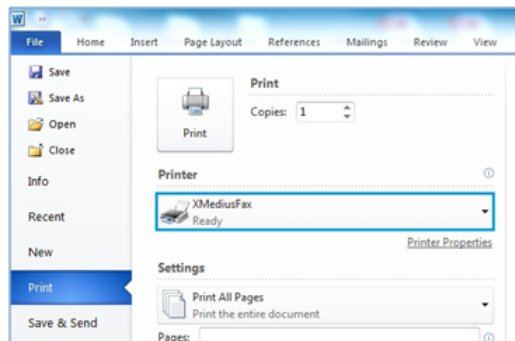 W
File Home Insert Page Layout References Mailings Review View
Save
Save As
Open
Close
Info
Recent
New
Print
Save & Send
Print
Print
Copies: 1
Printer
XMediusFax
Ready
Printer Properties
Settings
Print All Pages
Print the entire document
Pages: